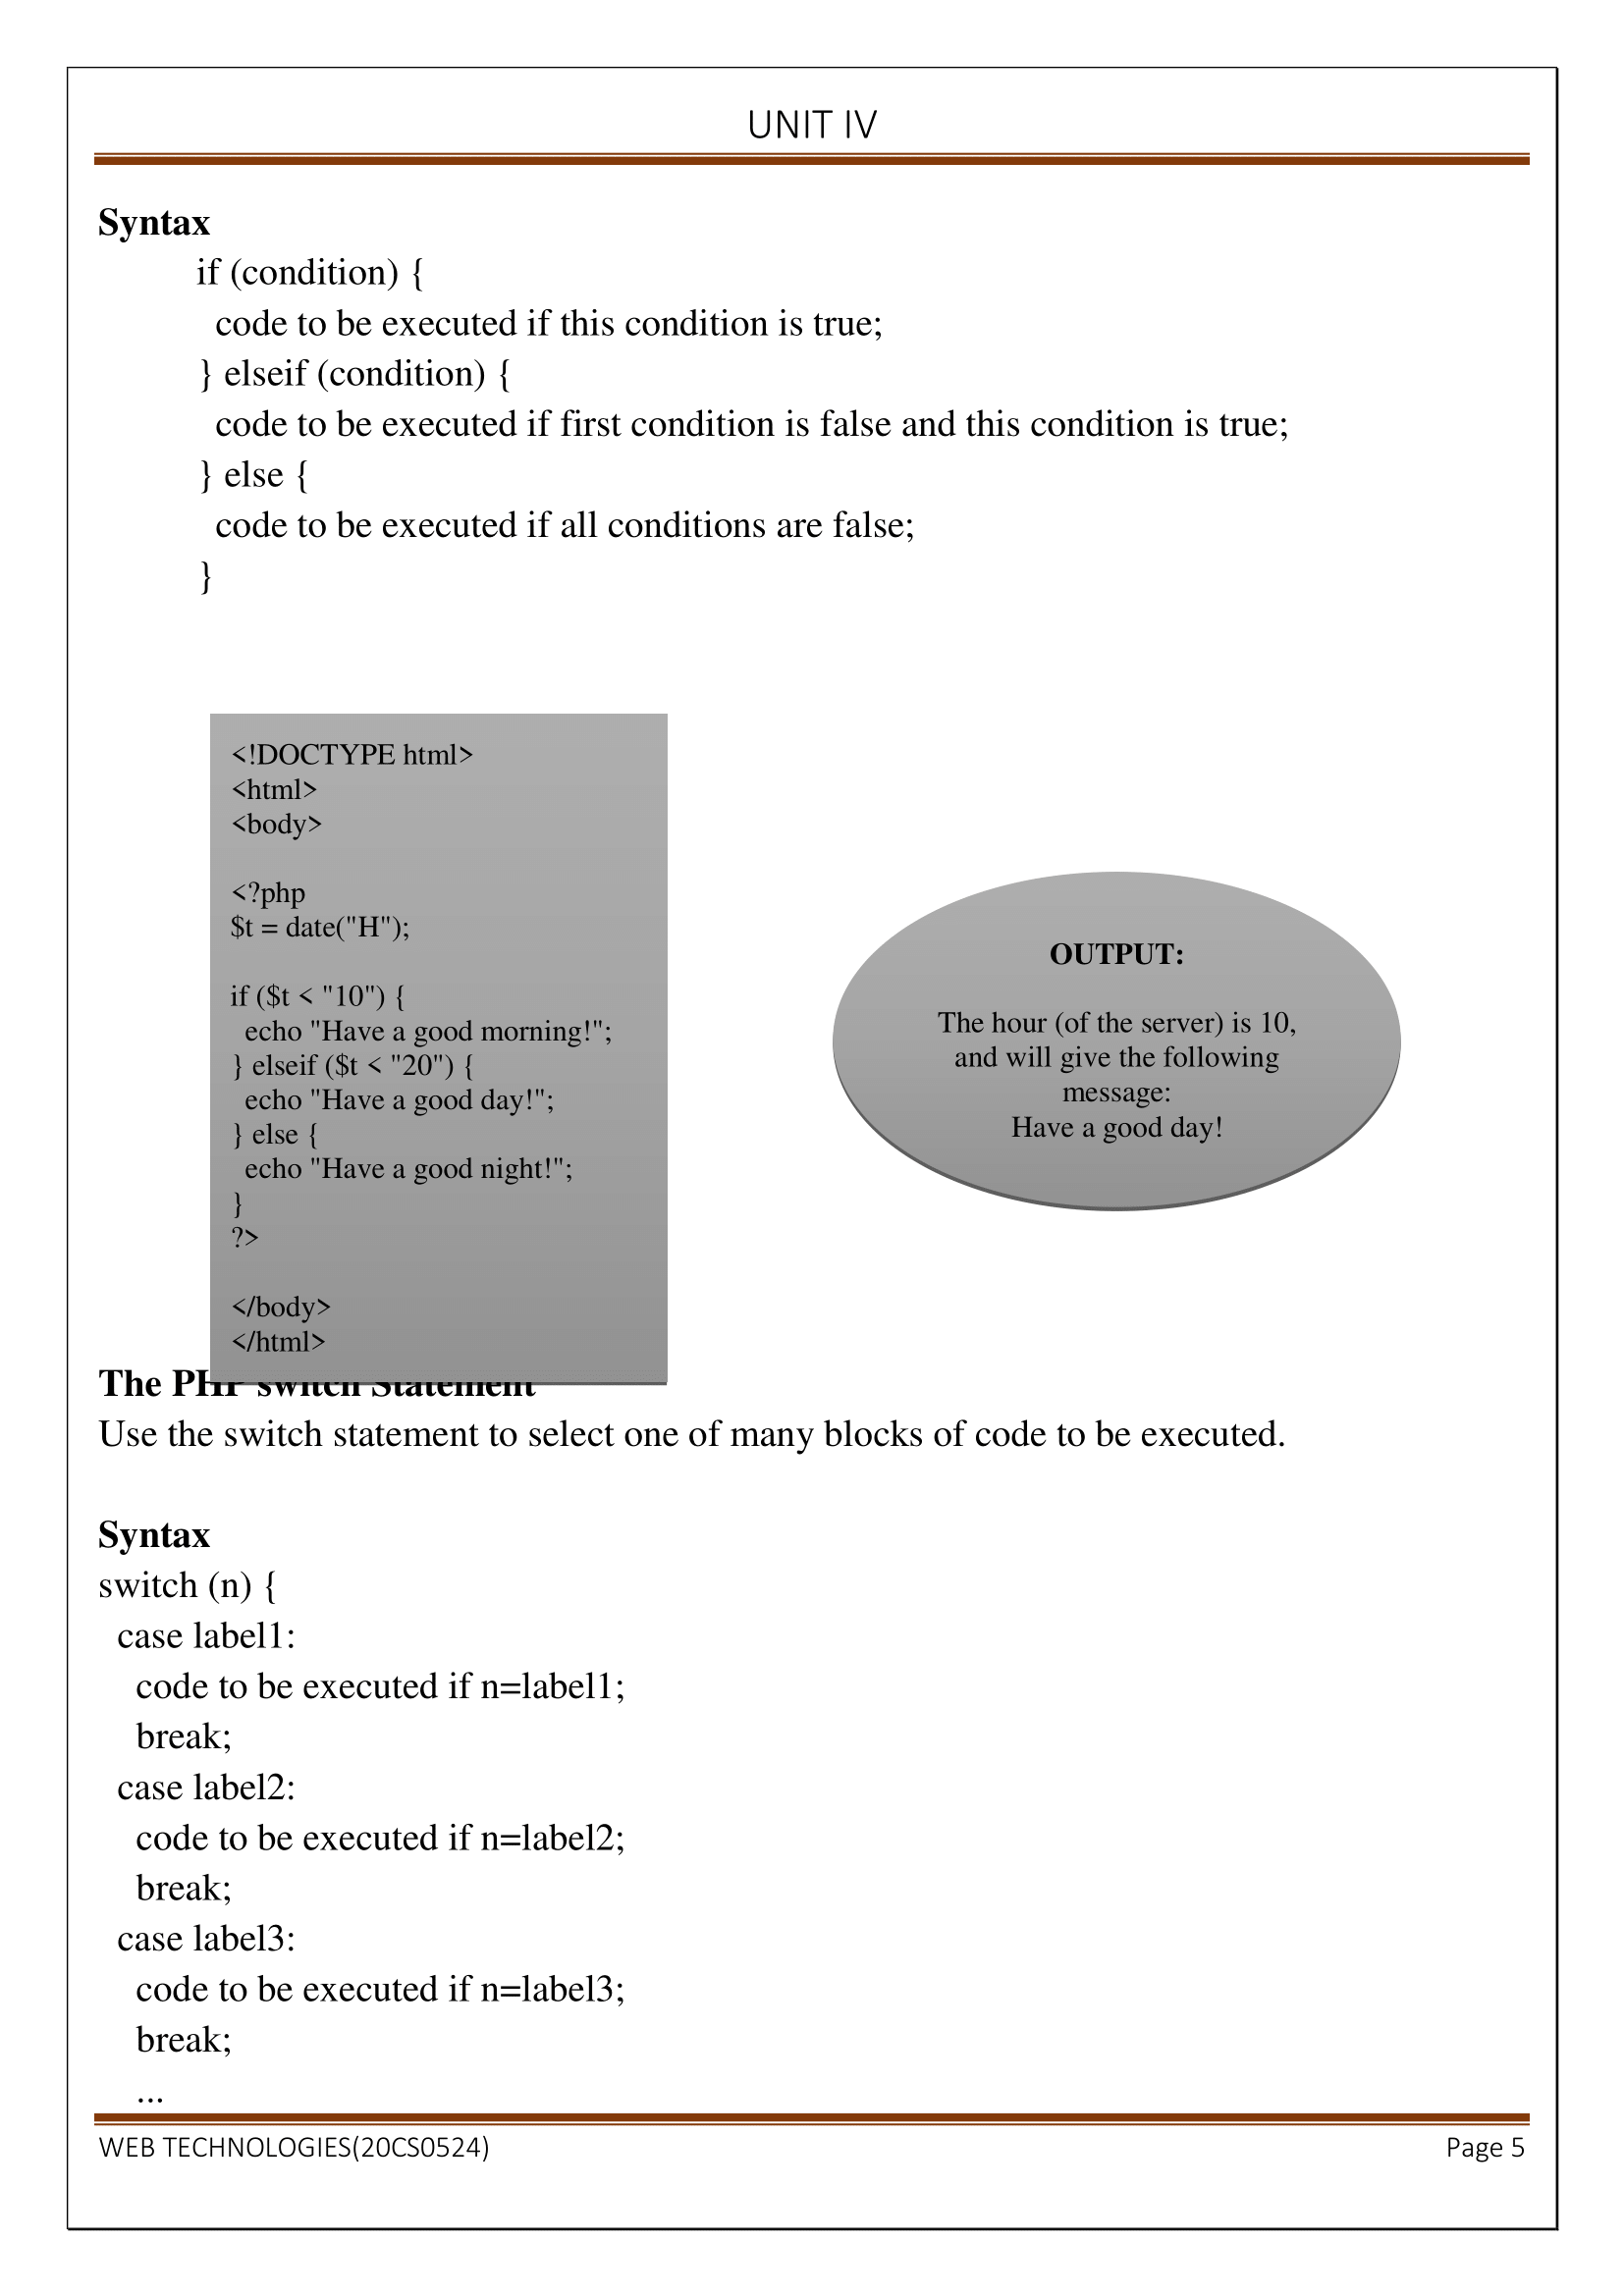 UNIT IV
Syntax
if (condition) {
  code to be executed if this condition is true;
} elseif (condition) {
  code to be executed if first condition is false and this condition is true;
} else {
  code to be executed if all conditions are false;
}
<!DOCTYPE html>
<html>
<body>
<?php
$t = date("H");
if ($t < "10") {
  echo "Have a good morning!";
} elseif ($t < "20") {
  echo "Have a good day!";
} else {
  echo "Have a good night!";
}
?>
</body>
</html>
OUTPUT:
The hour (of the server) is 10,
and will give the following
message:
Have a good day!
The PHP switch Statement
Use the switch statement to select one of many blocks of code to be executed.
Syntax
switch (n) {
  case label1:
    code to be executed if n=label1;
    break;
  case label2:
    code to be executed if n=label2;
    break;
  case label3:
    code to be executed if n=label3;
    break;
    ...
WEB TECHNOLOGIES(20CS0524)
Page 5